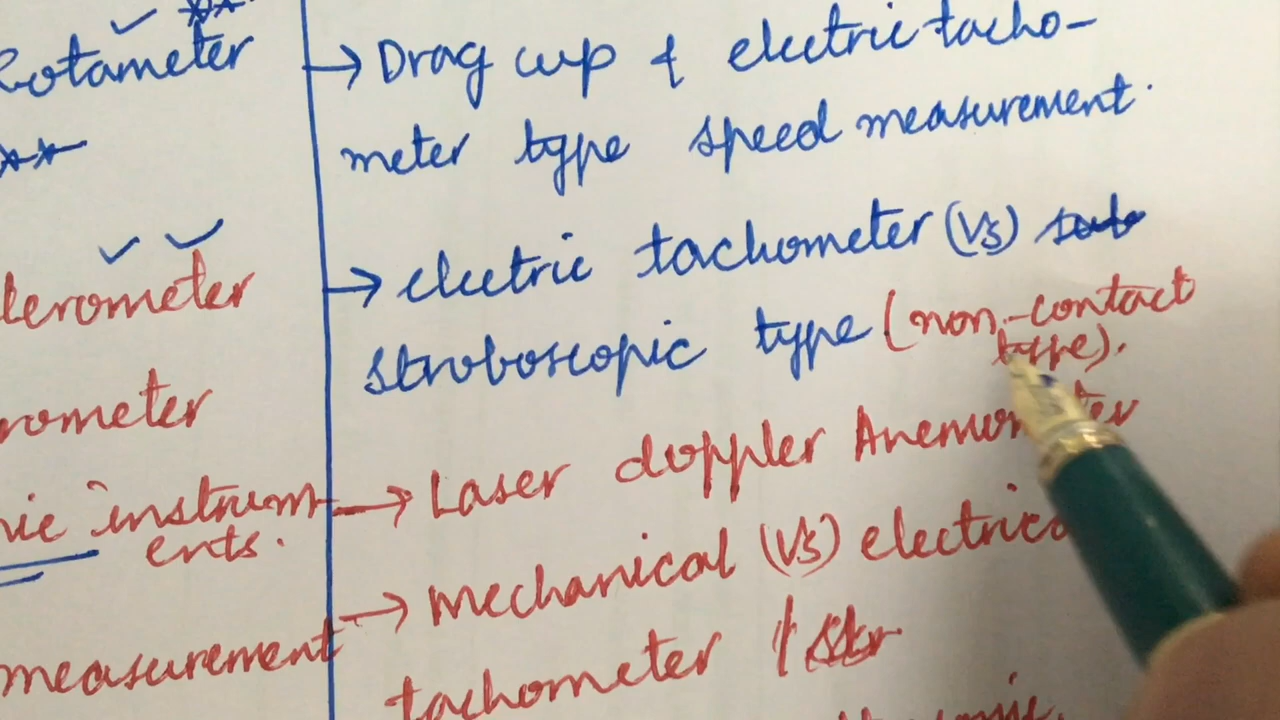 Rotameter
→ Drag cup & electric tacho-
meter type speed measurement.
**
→ electric tachometer (Vs)
stroboscopic type (non-contact
type).
lerometer
rometer
→ Laser doppler Anemometer
nic instrum-
ents.
→ Mechanical (Vs) electrica
measurement
tachometer /